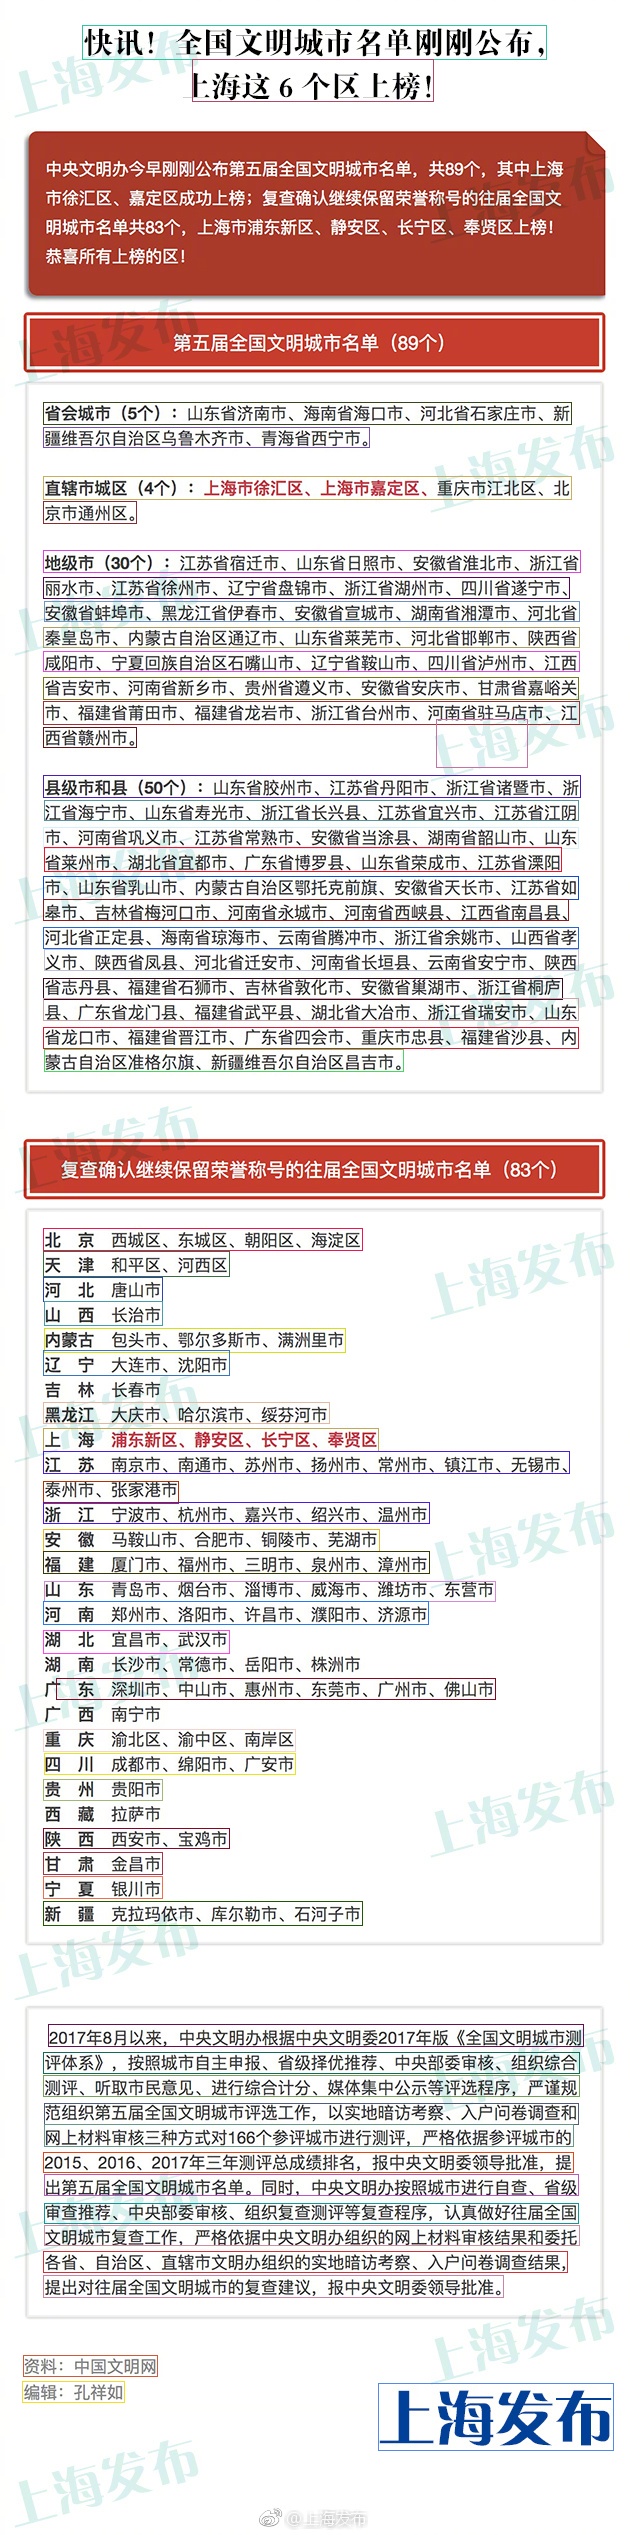 快讯！全国文明城市名单刚刚公布，
上海这 6 个区上榜！
中央文明办今早刚刚公布第五届全国文明城市名单，共89个，其中上海
市徐汇区、嘉定区成功上榜；复查确认继续保留荣誉称号的往届全国文
明城市名单共83个，上海市浦东新区、静安区、长宁区、奉贤区上榜！
恭喜所有上榜的区！
第五届全国文明城市名单（89个）
省会城市（5个）：山东省济南市、海南省海口市、河北省石家庄市、新
疆维吾尔自治区乌鲁木齐市、青海省西宁市。
直辖市城区（4个）：上海市徐汇区、上海市嘉定区、重庆市江北区、北
京市通州区。
地级市（30个）：江苏省宿迁市、山东省日照市、安徽省淮北市、浙江省
丽水市、江苏省徐州市、辽宁省盘锦市、浙江省湖州市、四川省遂宁市、
安徽省蚌埠市、黑龙江省伊春市、安徽省宣城市、湖南省湘潭市、河北省
秦皇岛市、内蒙古自治区通辽市、山东省莱芜市、河北省邯郸市、陕西省
咸阳市、宁夏回族自治区石嘴山市、辽宁省鞍山市、四川省泸州市、江西
省吉安市、河南省新乡市、贵州省遵义市、安徽省安庆市、甘肃省嘉峪关
市、福建省莆田市、福建省龙岩市、浙江省台州市、河南省驻马店市、江
西省赣州市。
县级市和县（50个）：山东省胶州市、江苏省丹阳市、浙江省诸暨市、浙
江省海宁市、山东省寿光市、浙江省长兴县、江苏省宜兴市、江苏省江阴
市、河南省巩义市、江苏省常熟市、安徽省当涂县、湖南省韶山市、山东
省莱州市、湖北省宜都市、广东省博罗县、山东省荣成市、江苏省溧阳
市、山东省乳山市、内蒙古自治区鄂托克前旗、安徽省天长市、江苏省如
皋市、吉林省梅河口市、河南省永城市、河南省西峡县、江西省南昌县、
河北省正定县、海南省琼海市、云南省腾冲市、浙江省余姚市、山西省孝
义市、陕西省凤县、河北省迁安市、河南省长垣县、云南省安宁市、陕西
省志丹县、福建省石狮市、吉林省敦化市、安徽省巢湖市、浙江省桐庐
县、广东省龙门县、福建省武平县、湖北省大冶市、浙江省瑞安市、山东
省龙口市、福建省晋江市、广东省四会市、重庆市忠县、福建省沙县、内
蒙古自治区准格尔旗、新疆维吾尔自治区昌吉市。
复查确认继续保留荣誉称号的往届全国文明城市名单（83个）
北 京 西城区、东城区、朝阳区、海淀区
天 津 和平区、河西区
河 北 唐山市
山 西 长治市
内蒙古 包头市、鄂尔多斯市、满洲里市
辽 宁 大连市、沈阳市
吉 林 长春市
黑龙江 大庆市、哈尔滨市、绥芬河市
上 海 浦东新区、静安区、长宁区、奉贤区
江 苏 南京市、南通市、苏州市、扬州市、常州市、镇江市、无锡市、
泰州市、张家港市
浙 江 宁波市、杭州市、嘉兴市、绍兴市、温州市
安 徽 马鞍山市、合肥市、铜陵市、芜湖市
福 建 厦门市、福州市、三明市、泉州市、漳州市
山 东 青岛市、烟台市、淄博市、威海市、潍坊市、东营市
河 南 郑州市、洛阳市、许昌市、濮阳市、济源市
湖 北 宜昌市、武汉市
湖 南 长沙市、常德市、岳阳市、株洲市
广 东 深圳市、中山市、惠州市、东莞市、广州市、佛山市
广 西 南宁市
重 庆 渝北区、渝中区、南岸区
四 川 成都市、绵阳市、广安市
贵 州 贵阳市
西 藏 拉萨市
陕 西 西安市、宝鸡市
甘 肃 金昌市
宁 夏 银川市
新 疆 克拉玛依市、库尔勒市、石河子市
2017年8月以来，中央文明办根据中央文明委2017年版《全国文明城市测
评体系》，按照城市自主申报、省级择优推荐、中央部委审核、组织综合
测评、听取市民意见、进行综合计分、媒体集中公示等评选程序，严谨规
范组织第五届全国文明城市评选工作，以实地暗访考察、入户问卷调查和
网上材料审核三种方式对166个参评城市进行测评，严格依据参评城市的
2015、2016、2017年三年测评总成绩排名，报中央文明委领导批准，提
出第五届全国文明城市名单。同时，中央文明办按照城市进行自查、省级
审查推荐、中央部委审核、组织复查测评等复查程序，认真做好往届全国
文明城市复查工作，严格依据中央文明办组织的网上材料审核结果和委托
各省、自治区、直辖市文明办组织的实地暗访考察、入户问卷调查结果，
提出对往届全国文明城市的复查建议，报中央文明委领导批准。
资料：中国文明网
编辑：孔祥如
上海发布
@上海发布